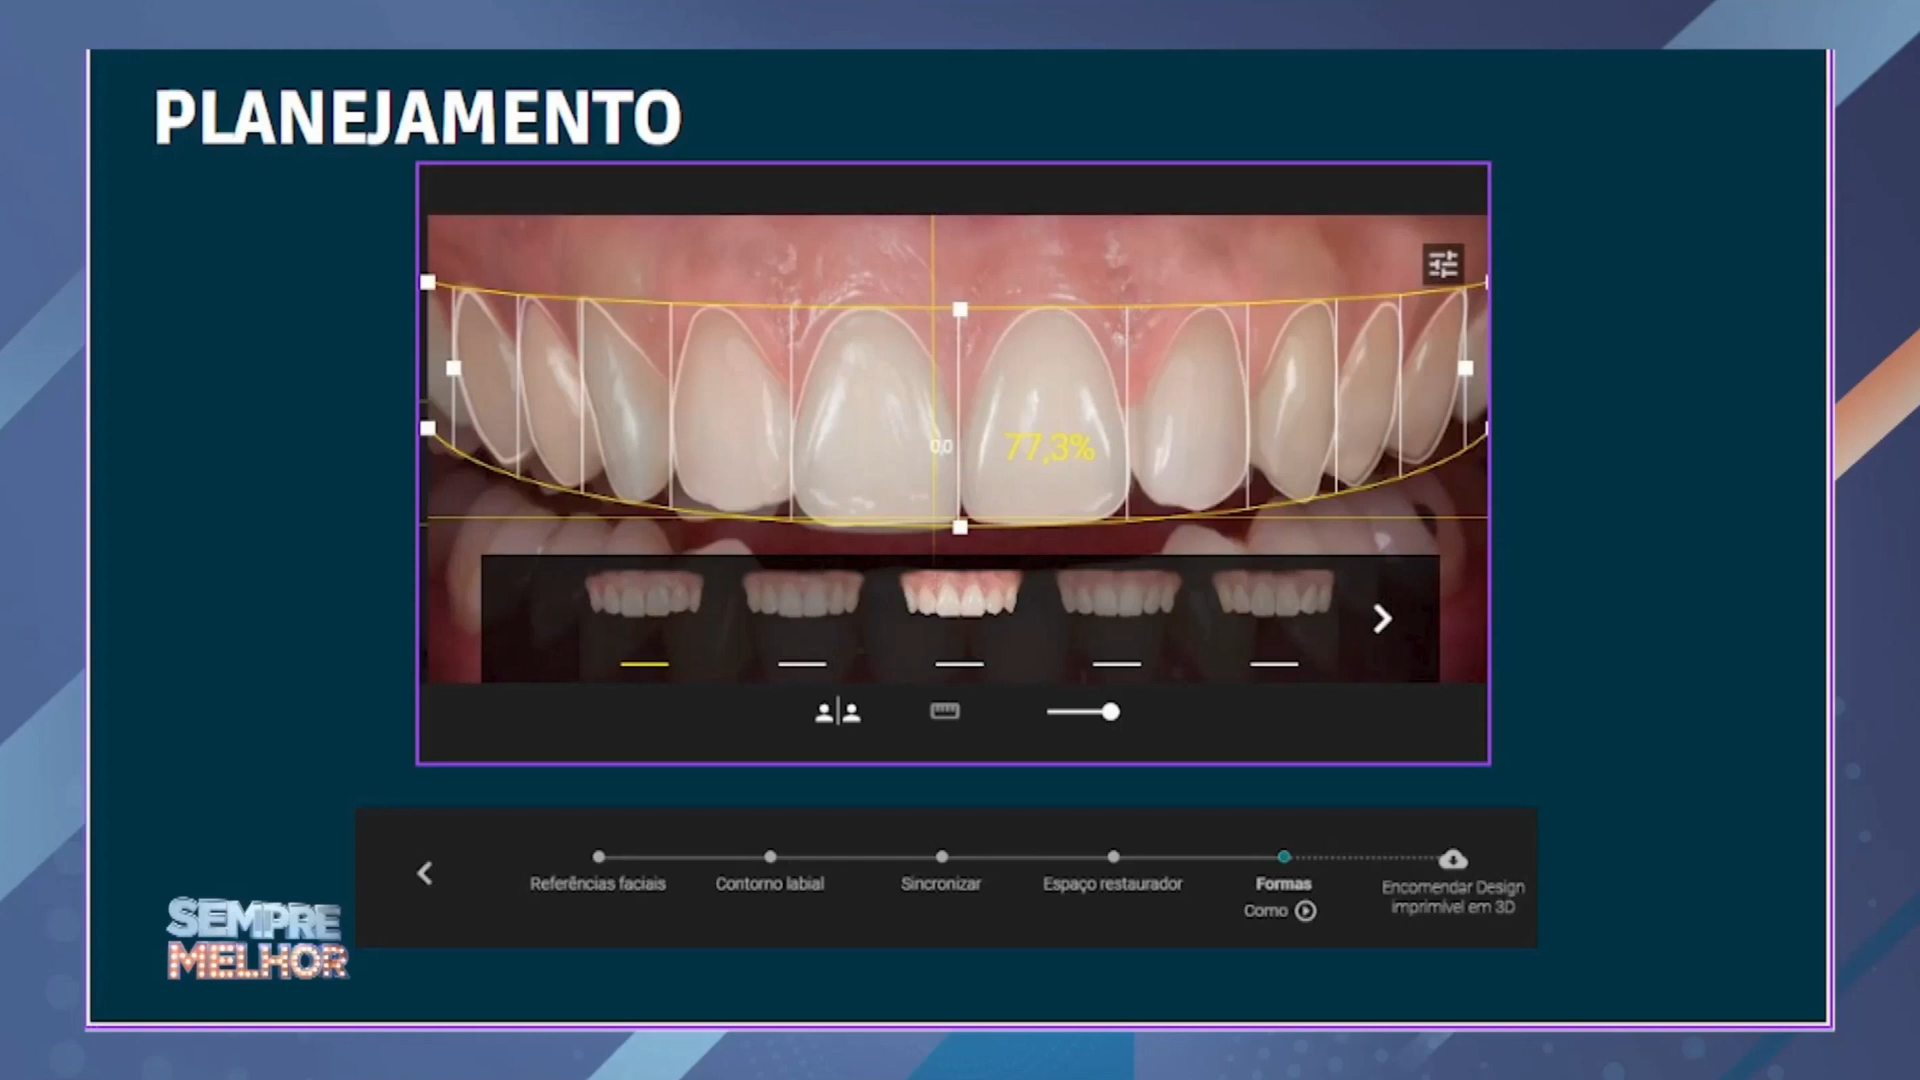 PLANEJAMENTO
0,0
77,3%
Referências faciais
Contorno labial
Sincronizar
Espaço restaurador
Formas
Como
Encomendar Design
imprimível em 3D
SEMPRE
MELHOR